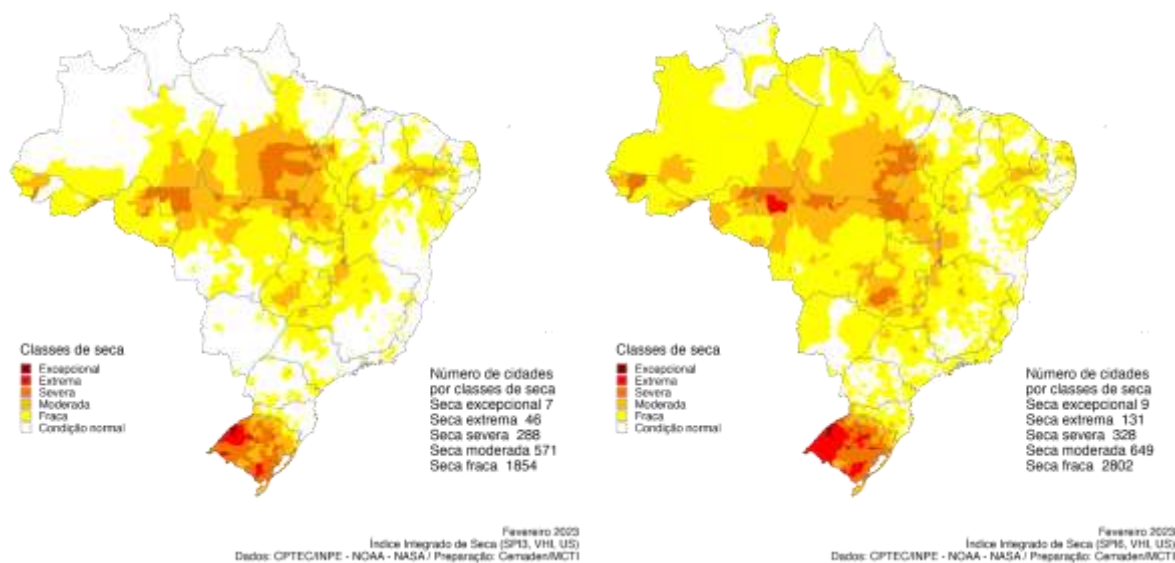 Classes de seca
Excepcional
Extrema
Severa
Moderada
Fraca
Condição normal
Número de cidades
por classes de seca
Seca excepcional 7
Seca extrema 46
Seca severa 288
Seca moderada 571
Seca fraca 1854
Fevereiro 2023
Índice Integrado de Seca (SPI3, VHI, US)
Dados: CPTEC/INPE - NOAA - NASA / Preparação: Cemaden/MCTI
Classes de seca
Excepcional
Extrema
Severa
Moderada
Fraca
Condição normal
Número de cidades
por classes de seca
Seca excepcional 9
Seca extrema 131
Seca severa 328
Seca moderada 649
Seca fraca 2802
Fevereiro 2023
Índice Integrado de Seca (SPI6, VHI, US)
Dados: CPTEC/INPE - NOAA - NASA / Preparação: Cemaden/MCTI